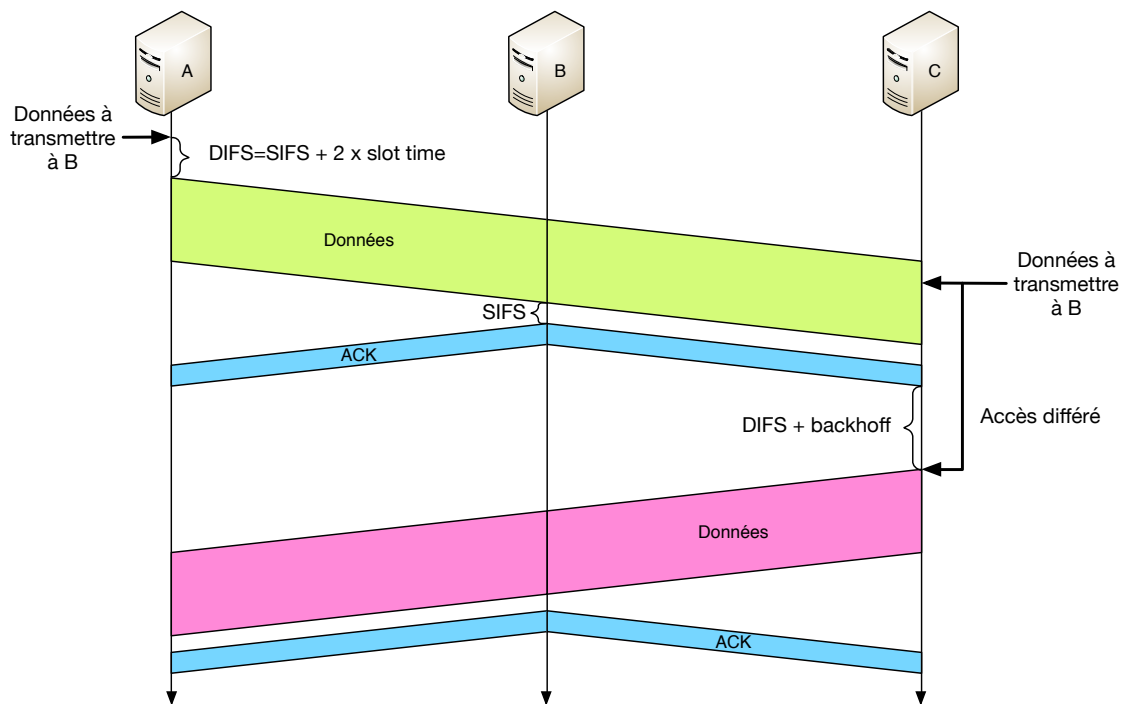 A
B
C
Données à
transmettre
à B
DIFS=SIFS + 2 x slot time
Données
Données à
transmettre
à B
SIFS
ACK
DIFS + backhoff
Accès différé
Données
ACK